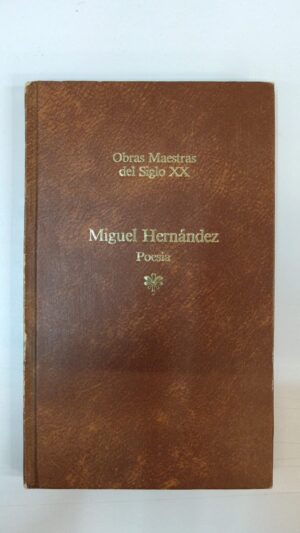 Obras Maestras
del Siglo XX
Miguel Hernández
Poesía